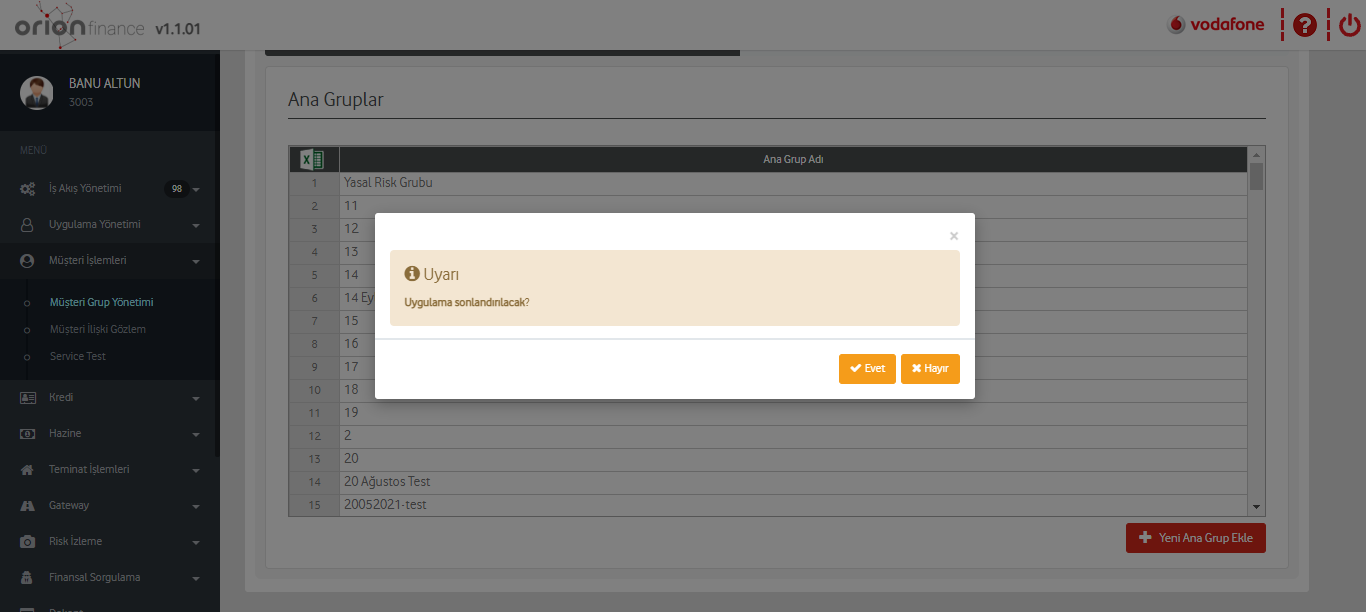 orion finance v1.1.01
vodafone
BANU ALTUN
3003
MENÜ
İş Akış Yönetimi 98
Uygulama Yönetimi
Müşteri İşlemleri
Müşteri Grup Yönetimi
Müşteri İlişki Gözlem
Service Test
Kredi
Hazine
Teminat İşlemleri
Gateway
Risk İzleme
Finansal Sorgulama
Ana Gruplar
Ana Grup Adı
1 Yasal Risk Grubu
2 11
3 12
4 13
5 14
6 14 Ey
7 15
8 16
9 17
10 18
11 19
12 2
13 20
14 20 Ağustos Test
15 20052021-test
×
Uyarı
Uygulama sonlandırılacak?
Evet
Hayır
Yeni Ana Grup Ekle